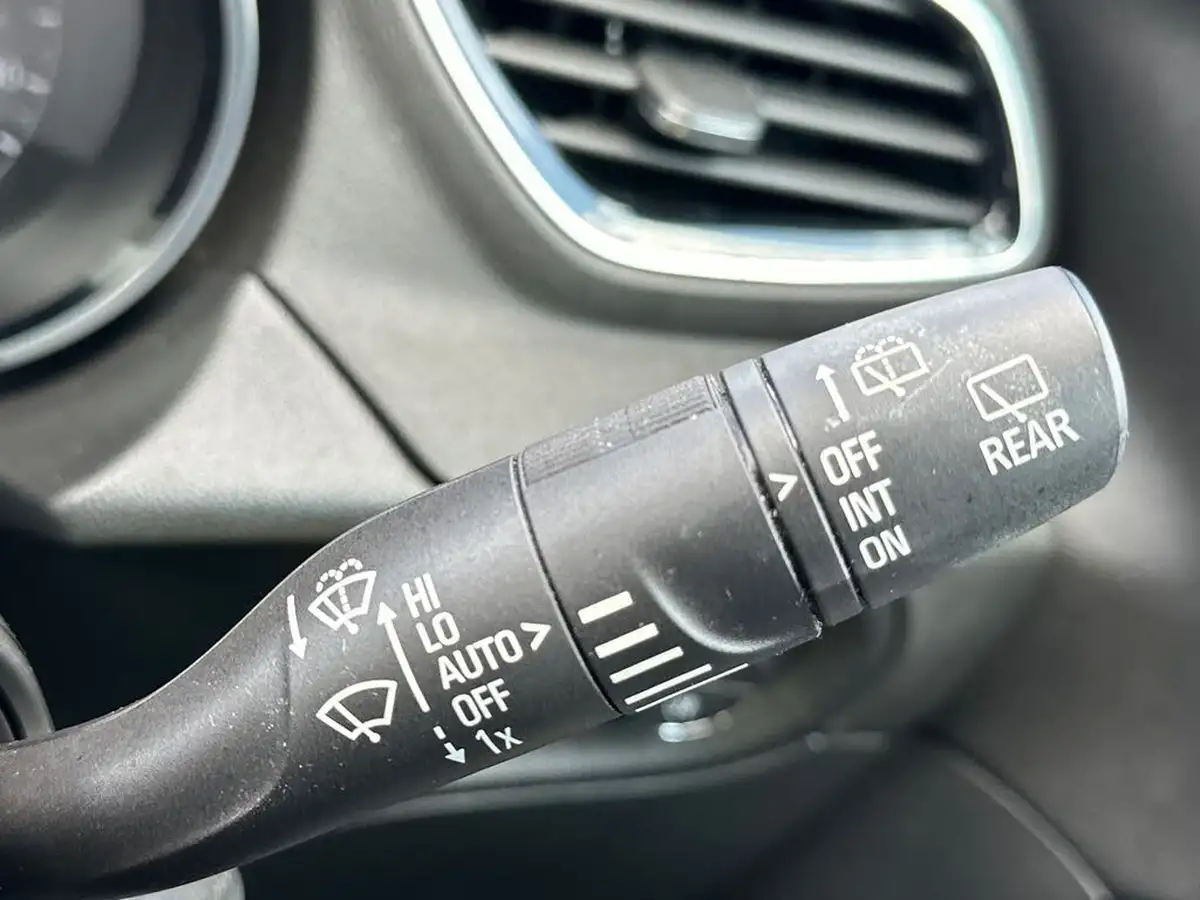 HI
LO
AUTO >
OFF
1x
>
OFF
INT
ON
REAR